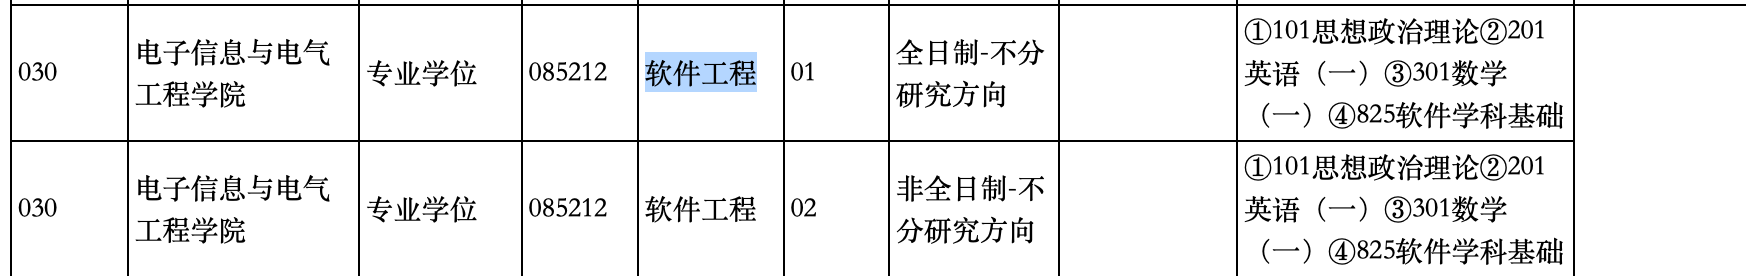 030
电子信息与电气
工程学院
专业学位
085212
软件工程
01
全日制-不分
研究方向
①101思想政治理论②201
英语（一）③301数学
（一）④825软件学科基础
030
电子信息与电气
工程学院
专业学位
085212
软件工程
02
非全日制-不
分研究方向
①101思想政治理论②201
英语（一）③301数学
（一）④825软件学科基础